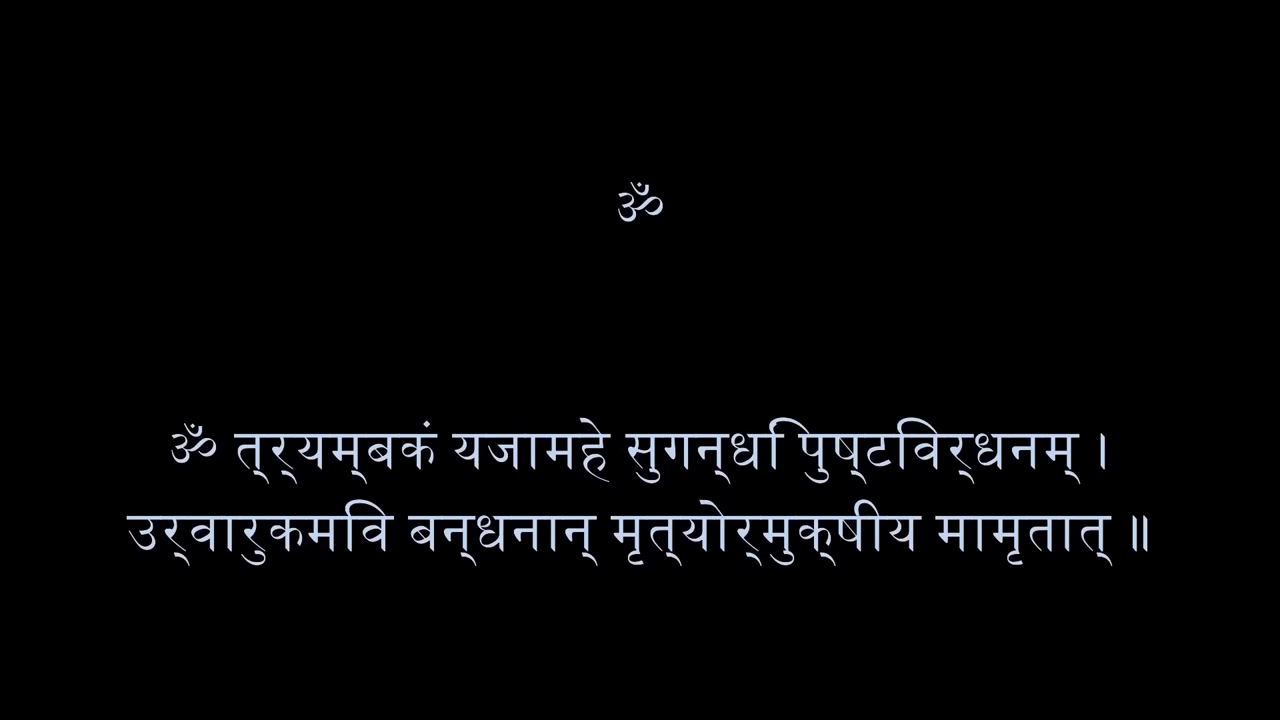 ॐ
ॐ त्र्यम्बकं यजामहे सुगन्धिं पुष्टिवर्धनम् ।
उर्वारुकमिव बन्धनान् मृत्योर्मुक्षीय मामृतात् ॥